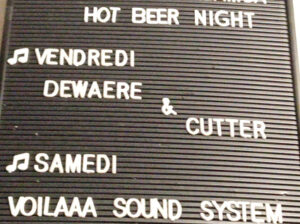 HOT BEER NIGHT
♫ VENDREDI
DEWAERE
&
CUTTER
♫ SAMEDI
VOILAAA SOUND SYSTEM